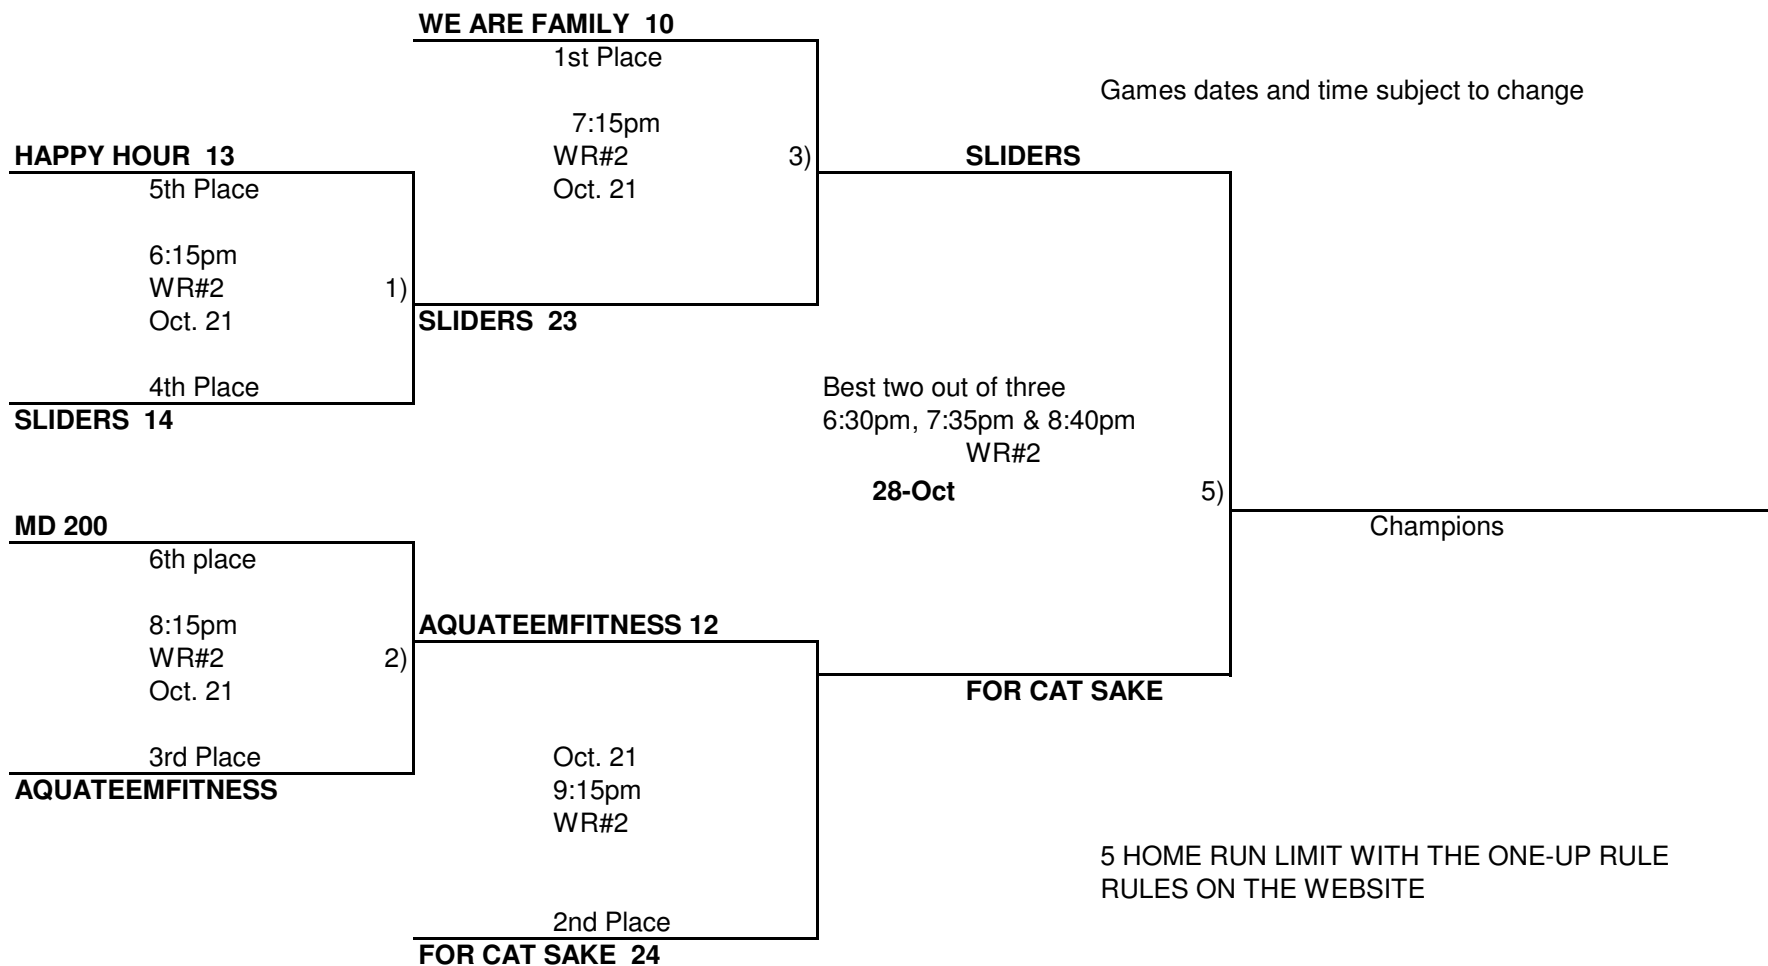 WE ARE FAMILY  10
1st Place
Games dates and time subject to change
7:15pm
HAPPY HOUR  13
WR#2
3)
SLIDERS
5th Place
Oct. 21
6:15pm
WR#2
1)
Oct. 21
SLIDERS  23
4th Place
Best two out of three
SLIDERS  14
6:30pm, 7:35pm & 8:40pm
WR#2
28-Oct
5)
MD 200
Champions
6th place
8:15pm
AQUATEEMFITNESS 12
WR#2
2)
Oct. 21
FOR CAT SAKE
3rd Place
Oct. 21
AQUATEEMFITNESS
9:15pm
WR#2
5 HOME RUN LIMIT WITH THE ONE-UP RULE
RULES ON THE WEBSITE
2nd Place
FOR CAT SAKE  24